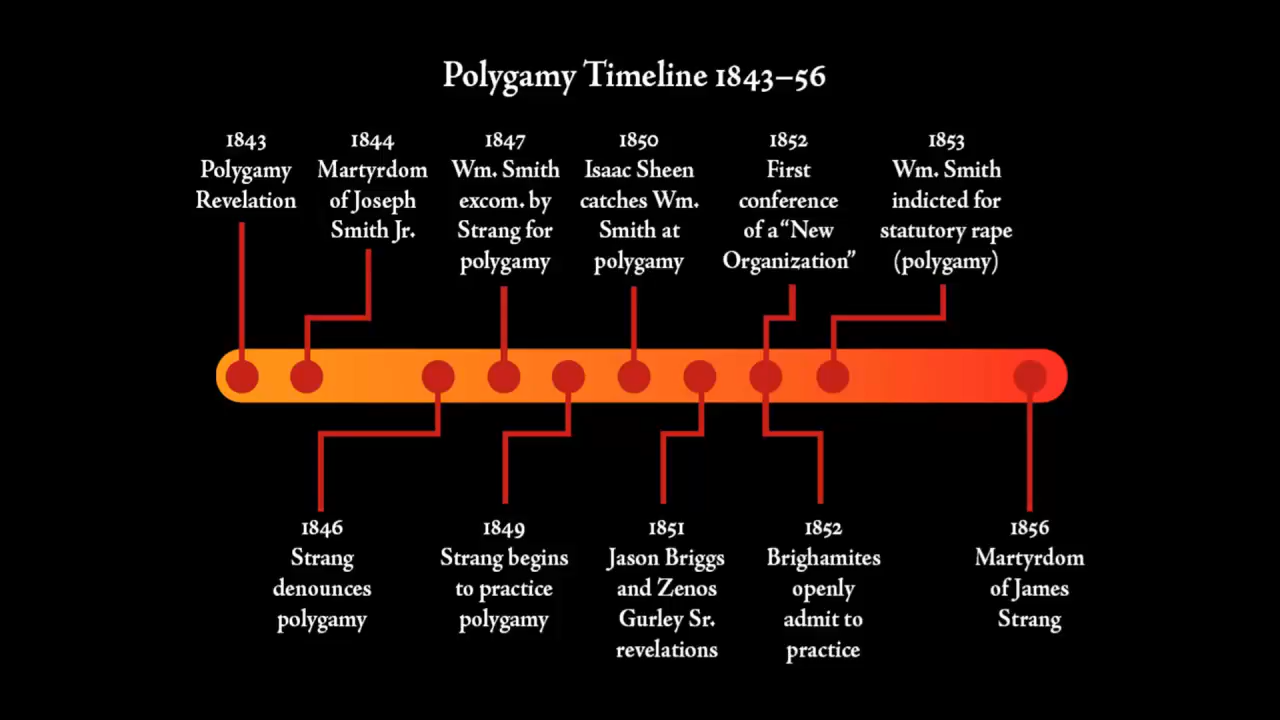 Polygamy Timeline 1843–56
1843
Polygamy
Revelation
1844
Martyrdom
of Joseph
Smith Jr.
1847
Wm. Smith
excom. by
Strang for
polygamy
1850
Isaac Sheen
catches Wm.
Smith at
polygamy
1852
First
conference
of a “New
Organization”
1853
Wm. Smith
indicted for
statutory rape
(polygamy)
1846
Strang
denounces
polygamy
1849
Strang begins
to practice
polygamy
1851
Jason Briggs
and Zenos
Gurley Sr.
revelations
1852
Brighamites
openly
admit to
practice
1856
Martyrdom
of James
Strang